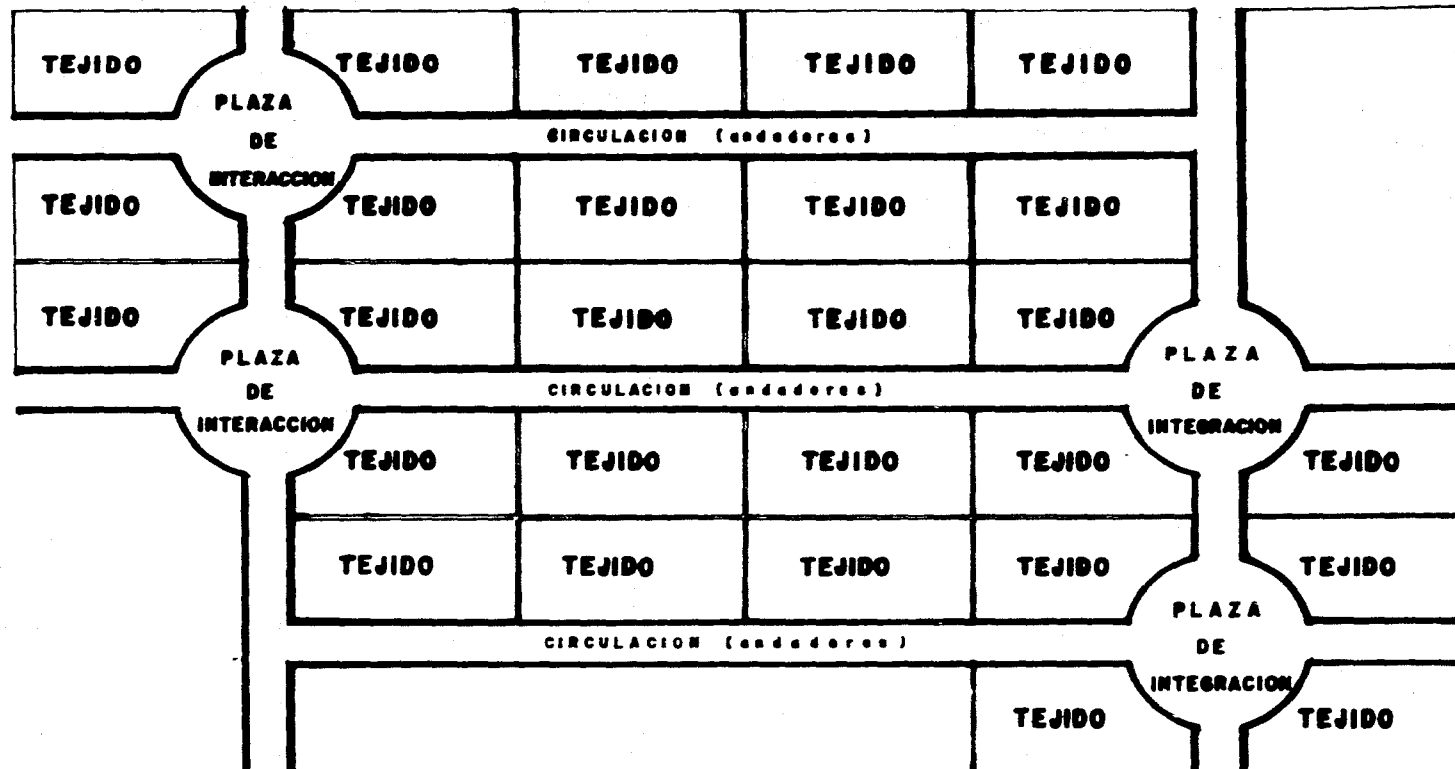 TEJIDO TEJIDO TEJIDO TEJIDO TEJIDO
PLAZA
DE
INTERACCION
CIRCULACION (andadores)
TEJIDO TEJIDO TEJIDO TEJIDO TEJIDO
TEJIDO TEJIDO TEJIDO TEJIDO TEJIDO
PLAZA
DE
INTERACCION
CIRCULACION (andadores)
PLAZA
DE
INTEGRACION
TEJIDO TEJIDO TEJIDO TEJIDO TEJIDO
TEJIDO TEJIDO TEJIDO TEJIDO TEJIDO
CIRCULACION (andadores)
PLAZA
DE
INTEGRACION
TEJIDO TEJIDO